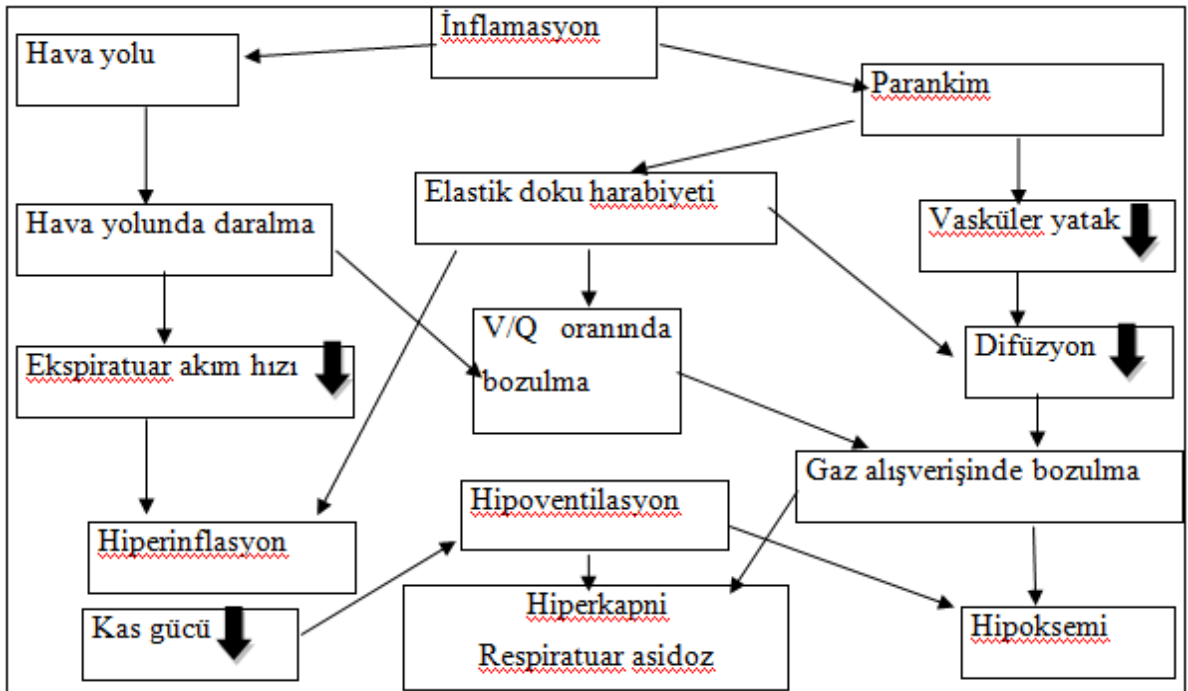 İnflamasyon
Hava yolu
Parankim
Elastik doku harabiyeti
Hava yolunda daralma
Vasküler yatak
V/Q oranında
bozulma
Difüzyon
Ekspiratuar akım hızı
Gaz alışverişinde bozulma
Hipoventilasyon
Hiperinflasyon
Hiperkapni
Respiratuar asidoz
Kas gücü
Hipoksemi